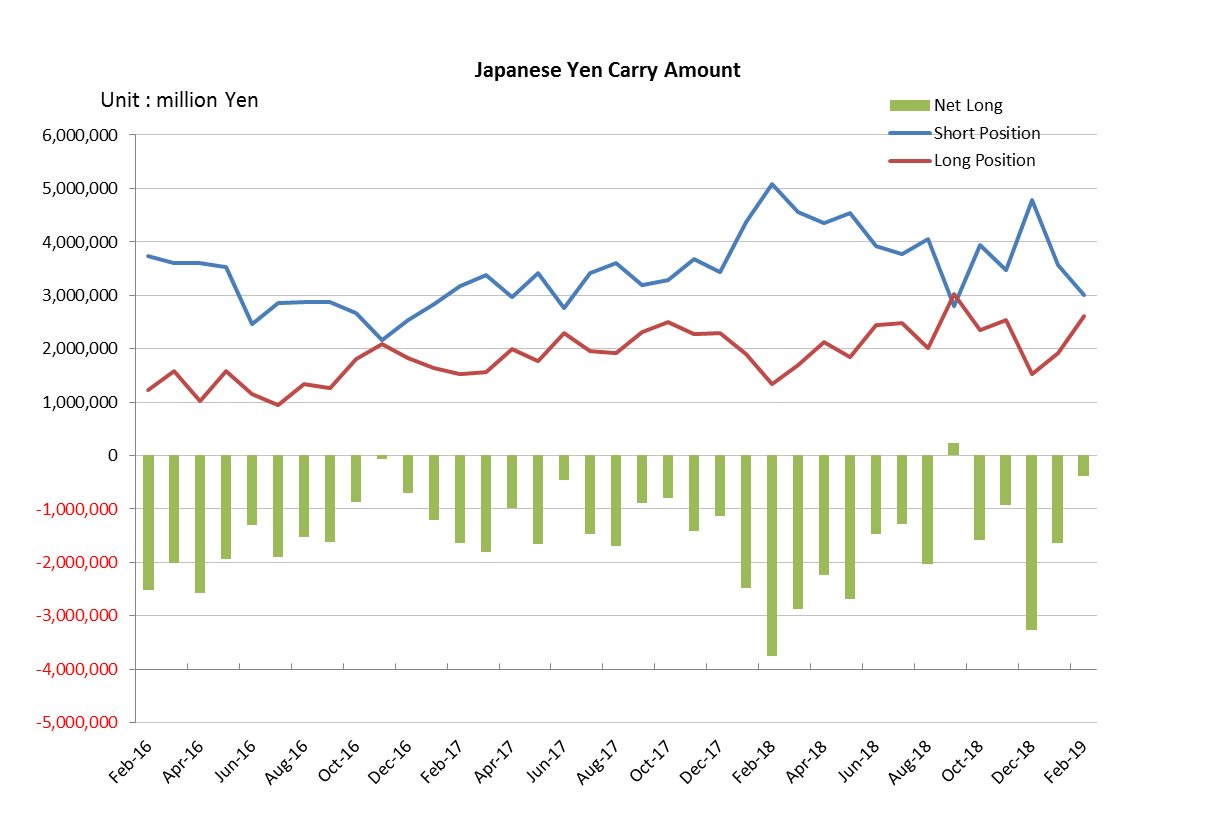 Japanese Yen Carry Amount
Unit : million Yen
Net Long
Short Position
Long Position
6,000,000
5,000,000
4,000,000
3,000,000
2,000,000
1,000,000
0
-1,000,000
-2,000,000
-3,000,000
-4,000,000
-5,000,000
Feb-16
Apr-16
Jun-16
Aug-16
Oct-16
Dec-16
Feb-17
Apr-17
Jun-17
Aug-17
Oct-17
Dec-17
Feb-18
Apr-18
Jun-18
Aug-18
Oct-18
Dec-18
Feb-19